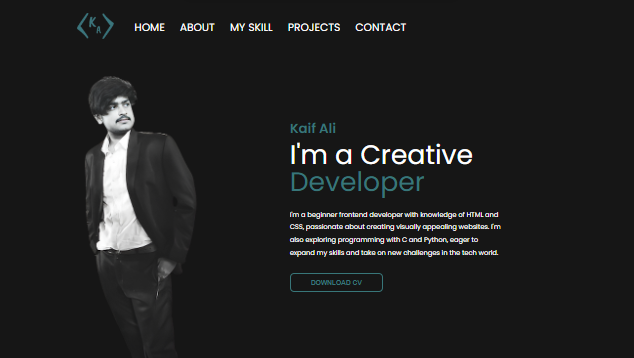 K A
HOME ABOUT MY SKILL PROJECTS CONTACT
Kaif Ali
I'm a Creative
Developer
I'm a beginner frontend developer with knowledge of HTML and
CSS, passionate about creating visually appealing websites. I'm
also exploring programming with C and Python, eager to
expand my skills and take on new challenges in the tech world.
DOWNLOAD CV